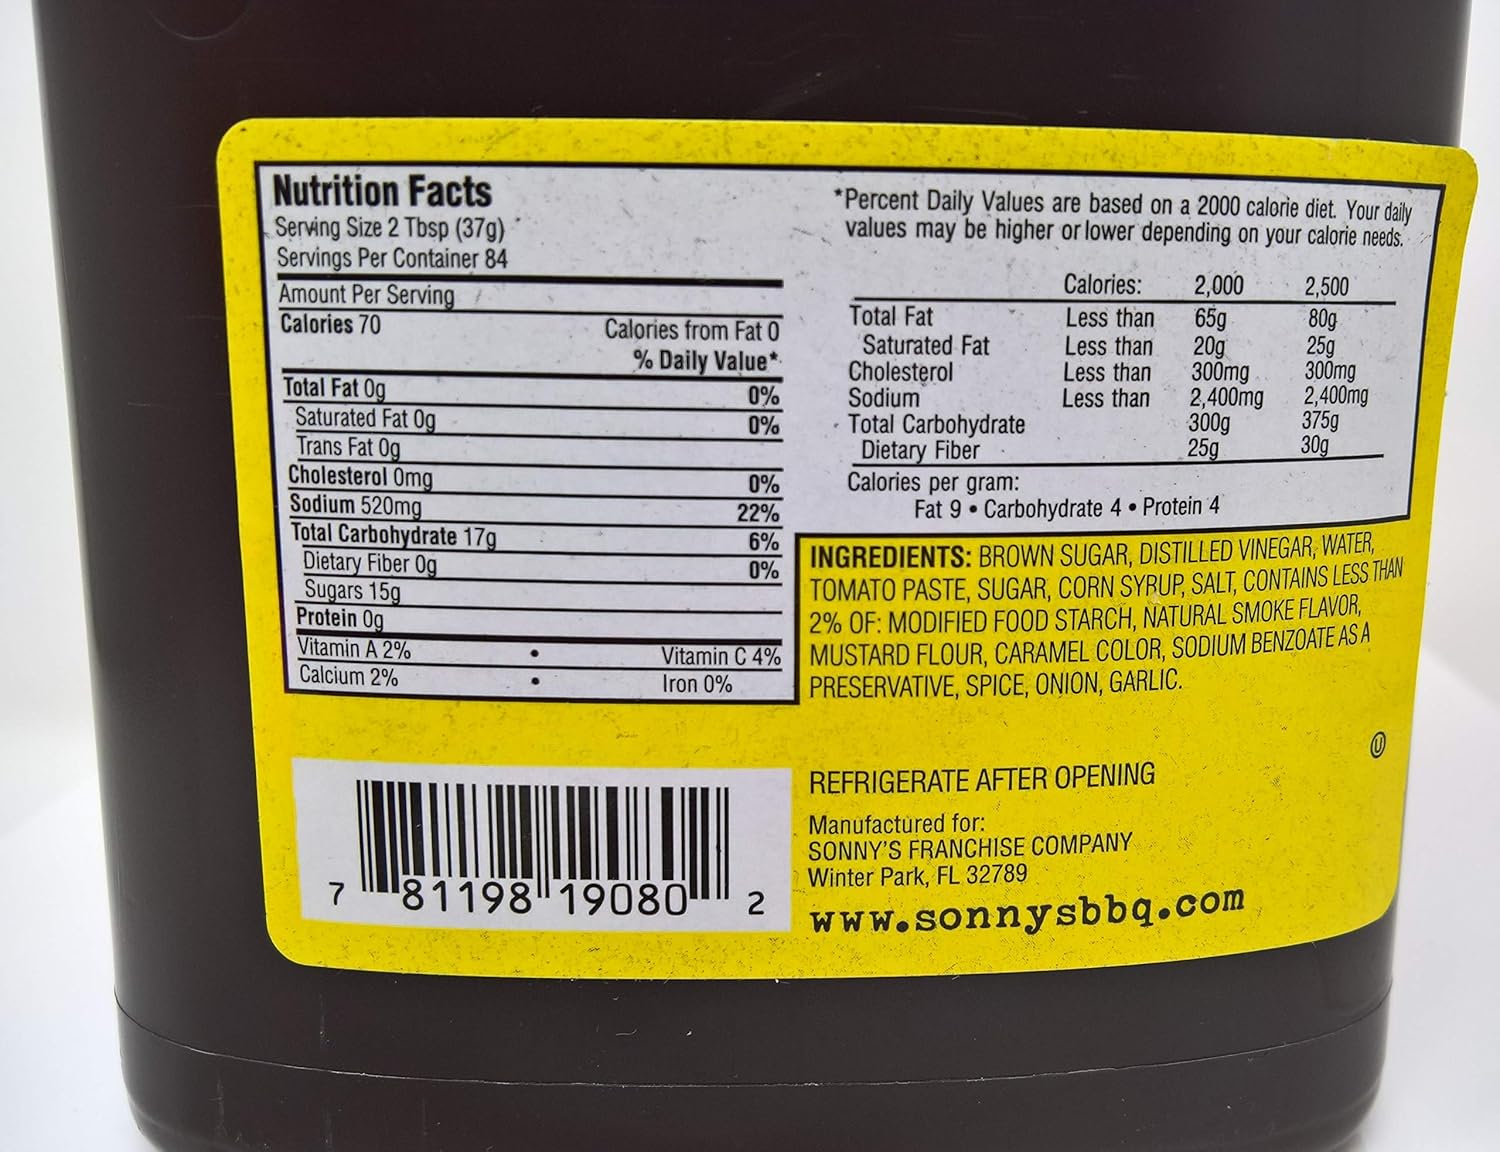 Nutrition Facts
Serving Size 2 Tbsp (37g)
Servings Per Container 84
Amount Per Serving
Calories 70 Calories from Fat 0
% Daily Value*
Total Fat 0g 0%
Saturated Fat 0g 0%
Trans Fat 0g
Cholesterol 0mg 0%
Sodium 520mg 22%
Total Carbohydrate 17g 6%
Dietary Fiber 0g 0%
Sugars 15g
Protein 0g
Vitamin A 2% • Vitamin C 4%
Calcium 2% • Iron 0%
*Percent Daily Values are based on a 2000 calorie diet. Your daily
values may be higher or lower depending on your calorie needs.
Calories: 2,000 2,500
Total Fat Less than 65g 80g
Saturated Fat Less than 20g 25g
Cholesterol Less than 300mg 300mg
Sodium Less than 2,400mg 2,400mg
Total Carbohydrate 300g 375g
Dietary Fiber 25g 30g
Calories per gram:
Fat 9 • Carbohydrate 4 • Protein 4
INGREDIENTS: BROWN SUGAR, DISTILLED VINEGAR, WATER,
TOMATO PASTE, SUGAR, CORN SYRUP, SALT, CONTAINS LESS THAN
2% OF: MODIFIED FOOD STARCH, NATURAL SMOKE FLAVOR,
MUSTARD FLOUR, CARAMEL COLOR, SODIUM BENZOATE AS A
PRESERVATIVE, SPICE, ONION, GARLIC.
U
REFRIGERATE AFTER OPENING
Manufactured for:
SONNY'S FRANCHISE COMPANY
Winter Park, FL 32789
www.sonnysbbq.com
7 81198 19080 2